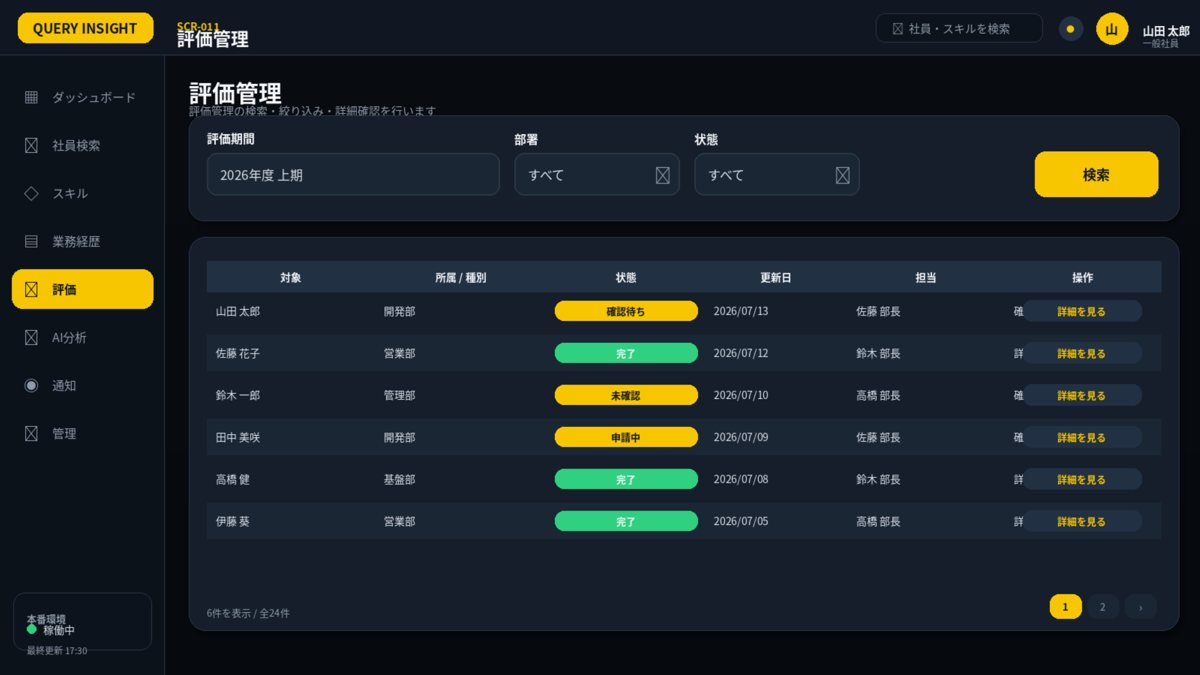 QUERY INSIGHT
SCR-011
評価管理
社員・スキルを検索
山
山田 太郎
一般社員
ダッシュボード
社員検索
スキル
業務経歴
評価
AI分析
通知
管理
本番環境
稼働中
最終更新 17:30
評価管理
評価管理の検索・絞り込み・詳細確認を行います
評価期間 部署 状態
2026年度 上期 すべて すべて 検索
対象 所属 / 種別 状態 更新日 担当 操作
山田 太郎 開発部 確認待ち 2026/07/13 佐藤 部長 確 詳細を見る
佐藤 花子 営業部 完了 2026/07/12 鈴木 部長 詳 詳細を見る
鈴木 一郎 管理部 未確認 2026/07/10 高橋 部長 確 詳細を見る
田中 美咲 開発部 申請中 2026/07/09 佐藤 部長 確 詳細を見る
高橋 健 基盤部 完了 2026/07/08 鈴木 部長 詳 詳細を見る
伊藤 葵 営業部 完了 2026/07/05 高橋 部長 詳 詳細を見る
6件を表示 / 全24件
1 2 ›